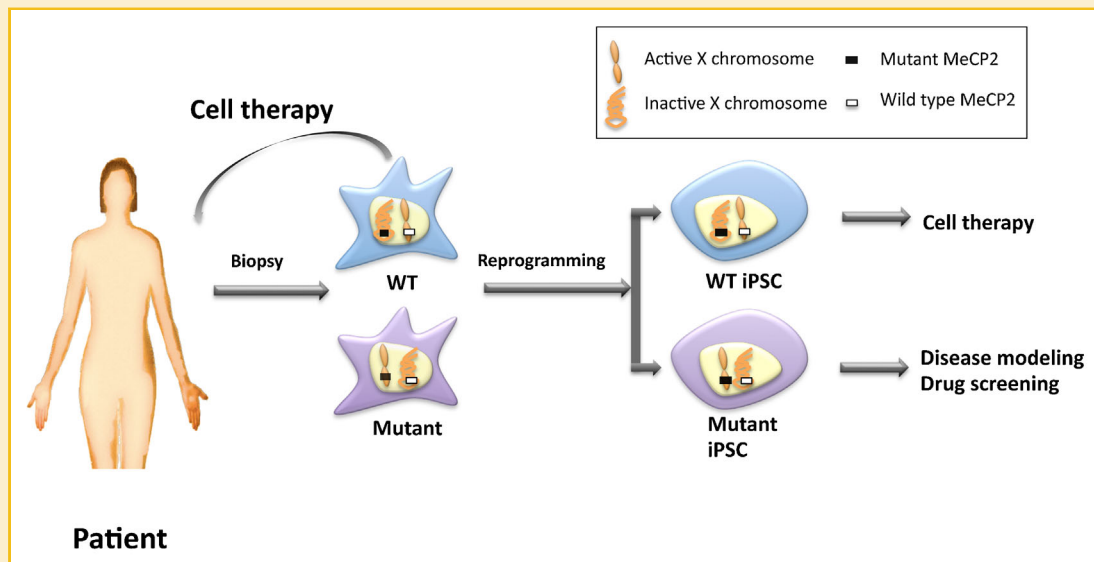 Active X chromosome
Mutant MeCP2
Inactive X chromosome
Wild type MeCP2
Cell therapy
Biopsy
WT
Reprogramming
WT iPSC
Cell therapy
Mutant
Mutant
iPSC
Disease modeling
Drug screening
Patient